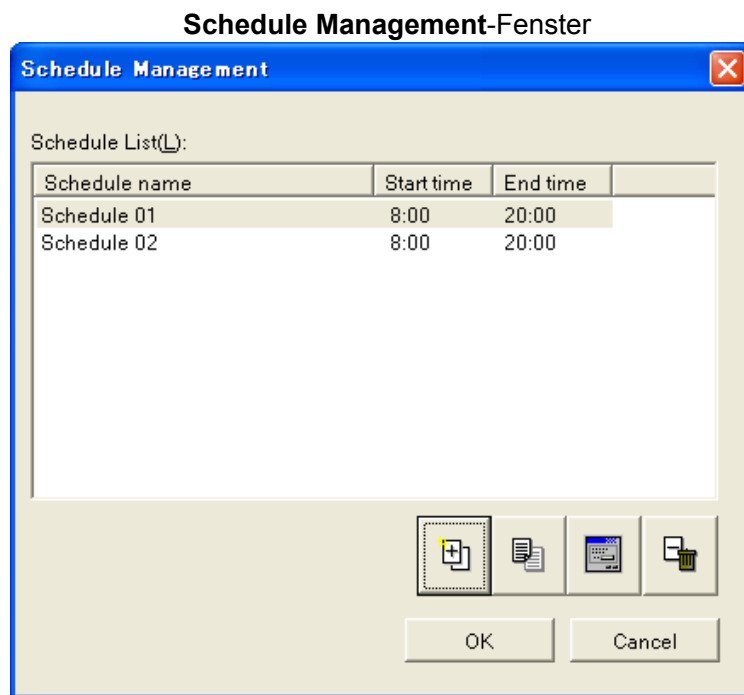 Schedule Management-Fenster
Schedule Management
Schedule List(L):
Schedule name Start time End time
Schedule 01 8:00 20:00
Schedule 02 8:00 20:00
OK Cancel